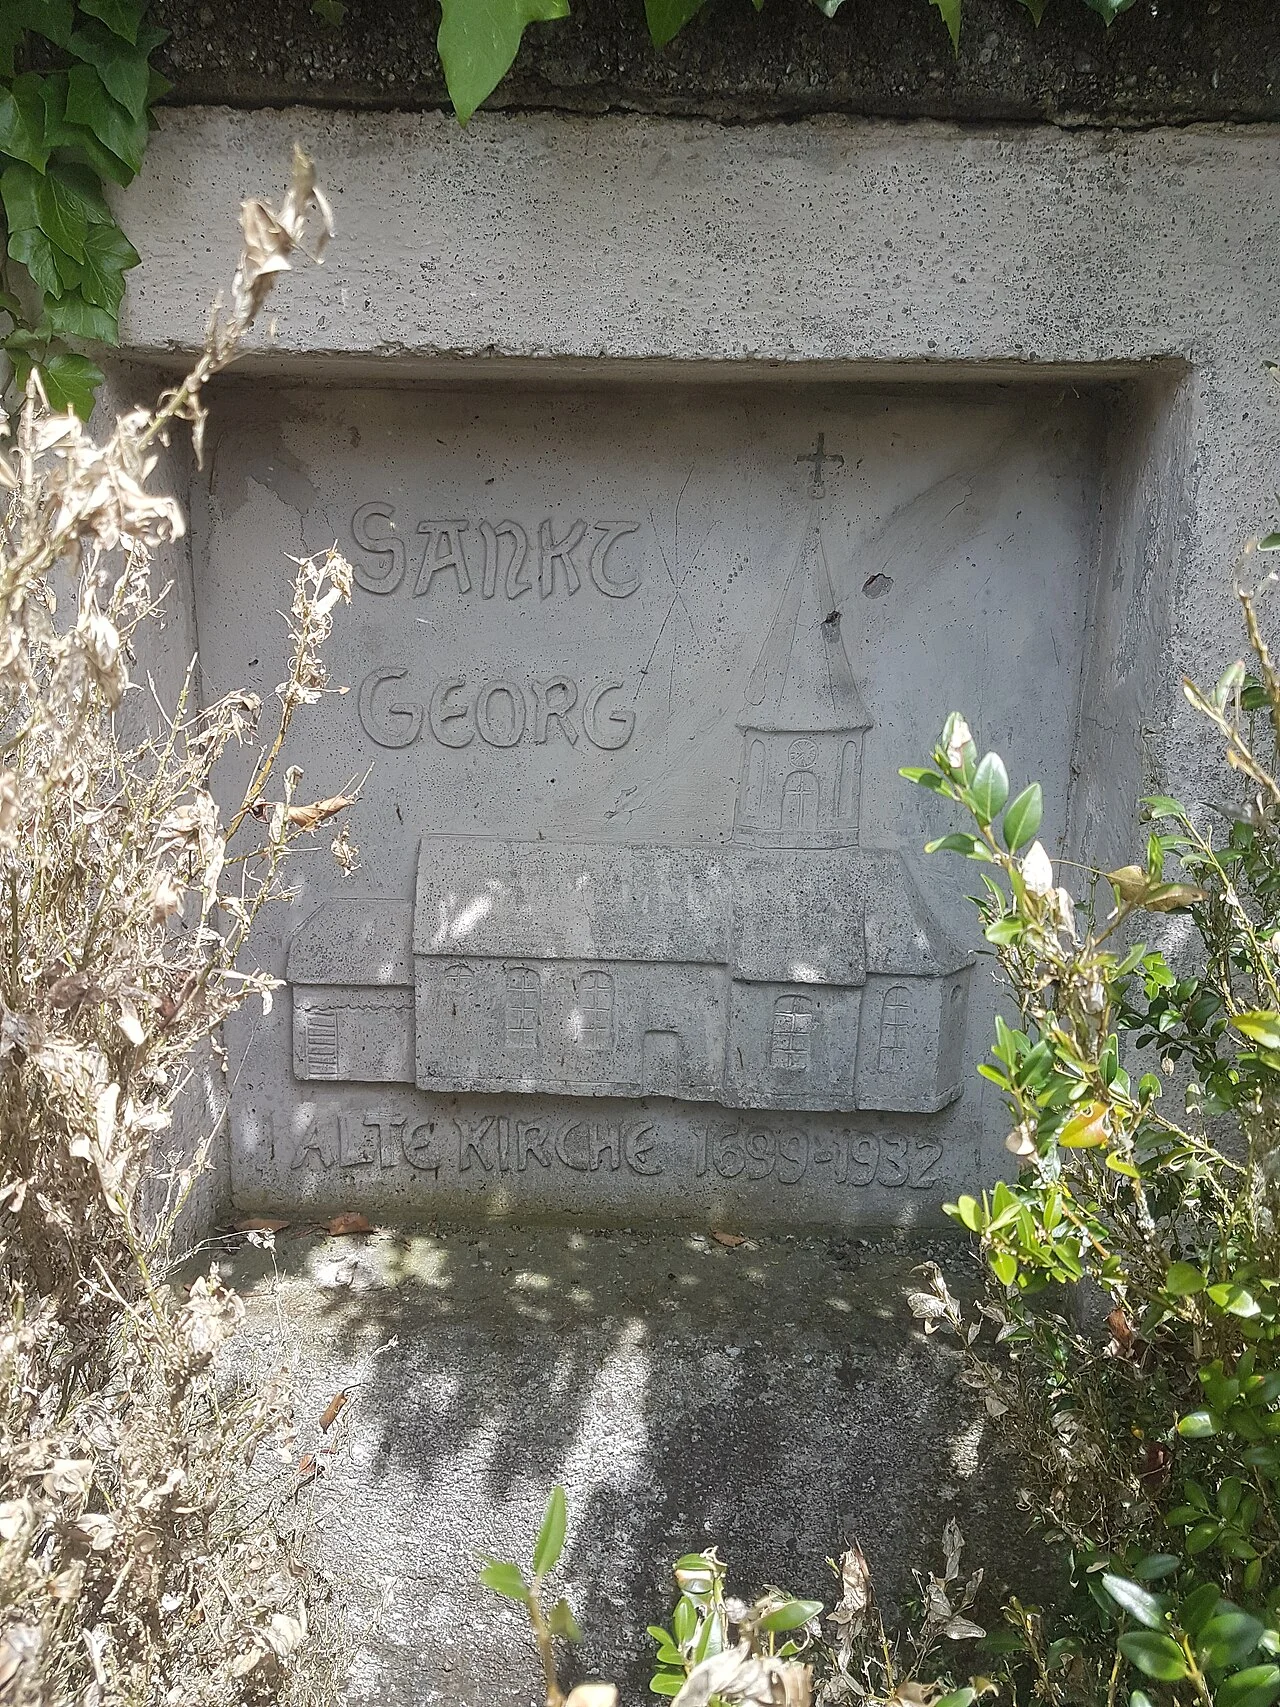 SANKT
GEORG
ALTE KIRCHE 1699-1932